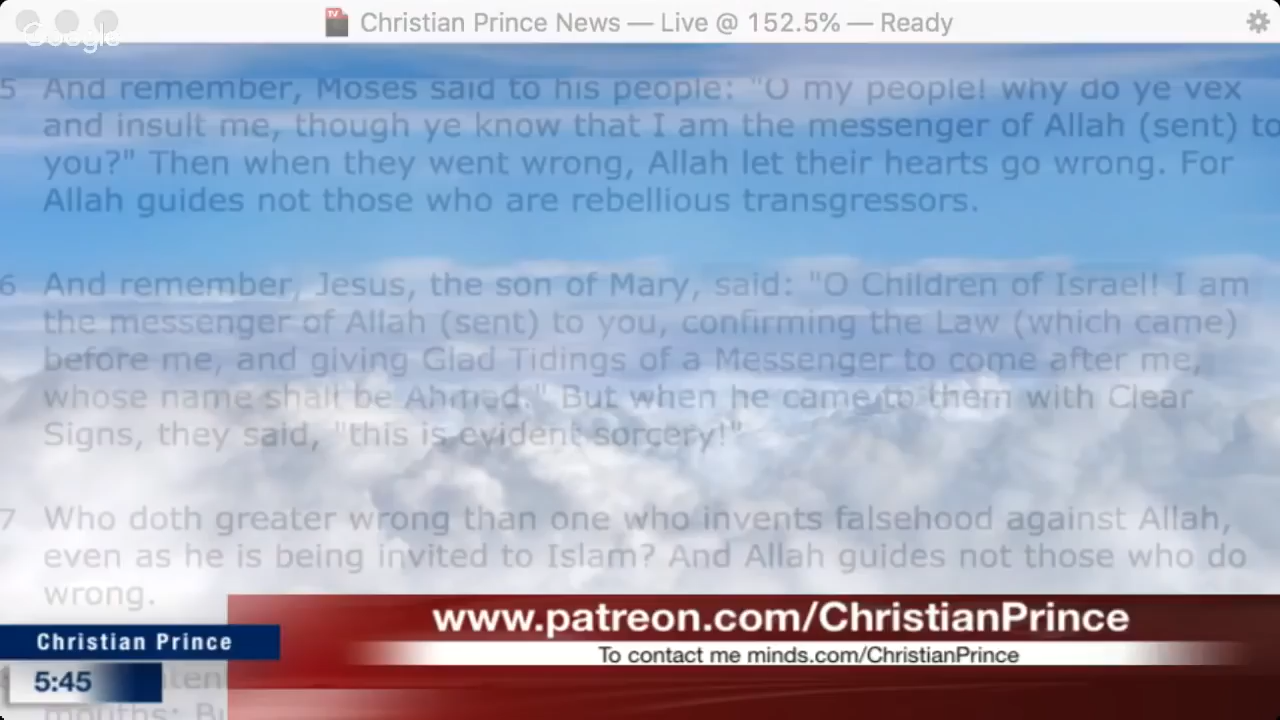 Christian Prince News — Live @ 152.5% — Ready
Google
5 And remember, Moses said to his people: "O my people! why do ye vex
and insult me, though ye know that I am the messenger of Allah (sent) to
you?" Then when they went wrong, Allah let their hearts go wrong. For
Allah guides not those who are rebellious transgressors.
6 And remember, Jesus, the son of Mary, said: "O Children of Israel! I am
the messenger of Allah (sent) to you, confirming the Law (which came)
before me, and giving Glad Tidings of a Messenger to come after me,
whose name shall be Ahmad." But when he came to them with Clear
Signs, they said, "this is evident sorcery!"
7 Who doth greater wrong than one who invents falsehood against Allah,
even as he is being invited to Islam? And Allah guides not those who do
wrong.
www.patreon.com/ChristianPrince
Christian Prince
To contact me minds.com/ChristianPrince
5:45
mouths: Bu